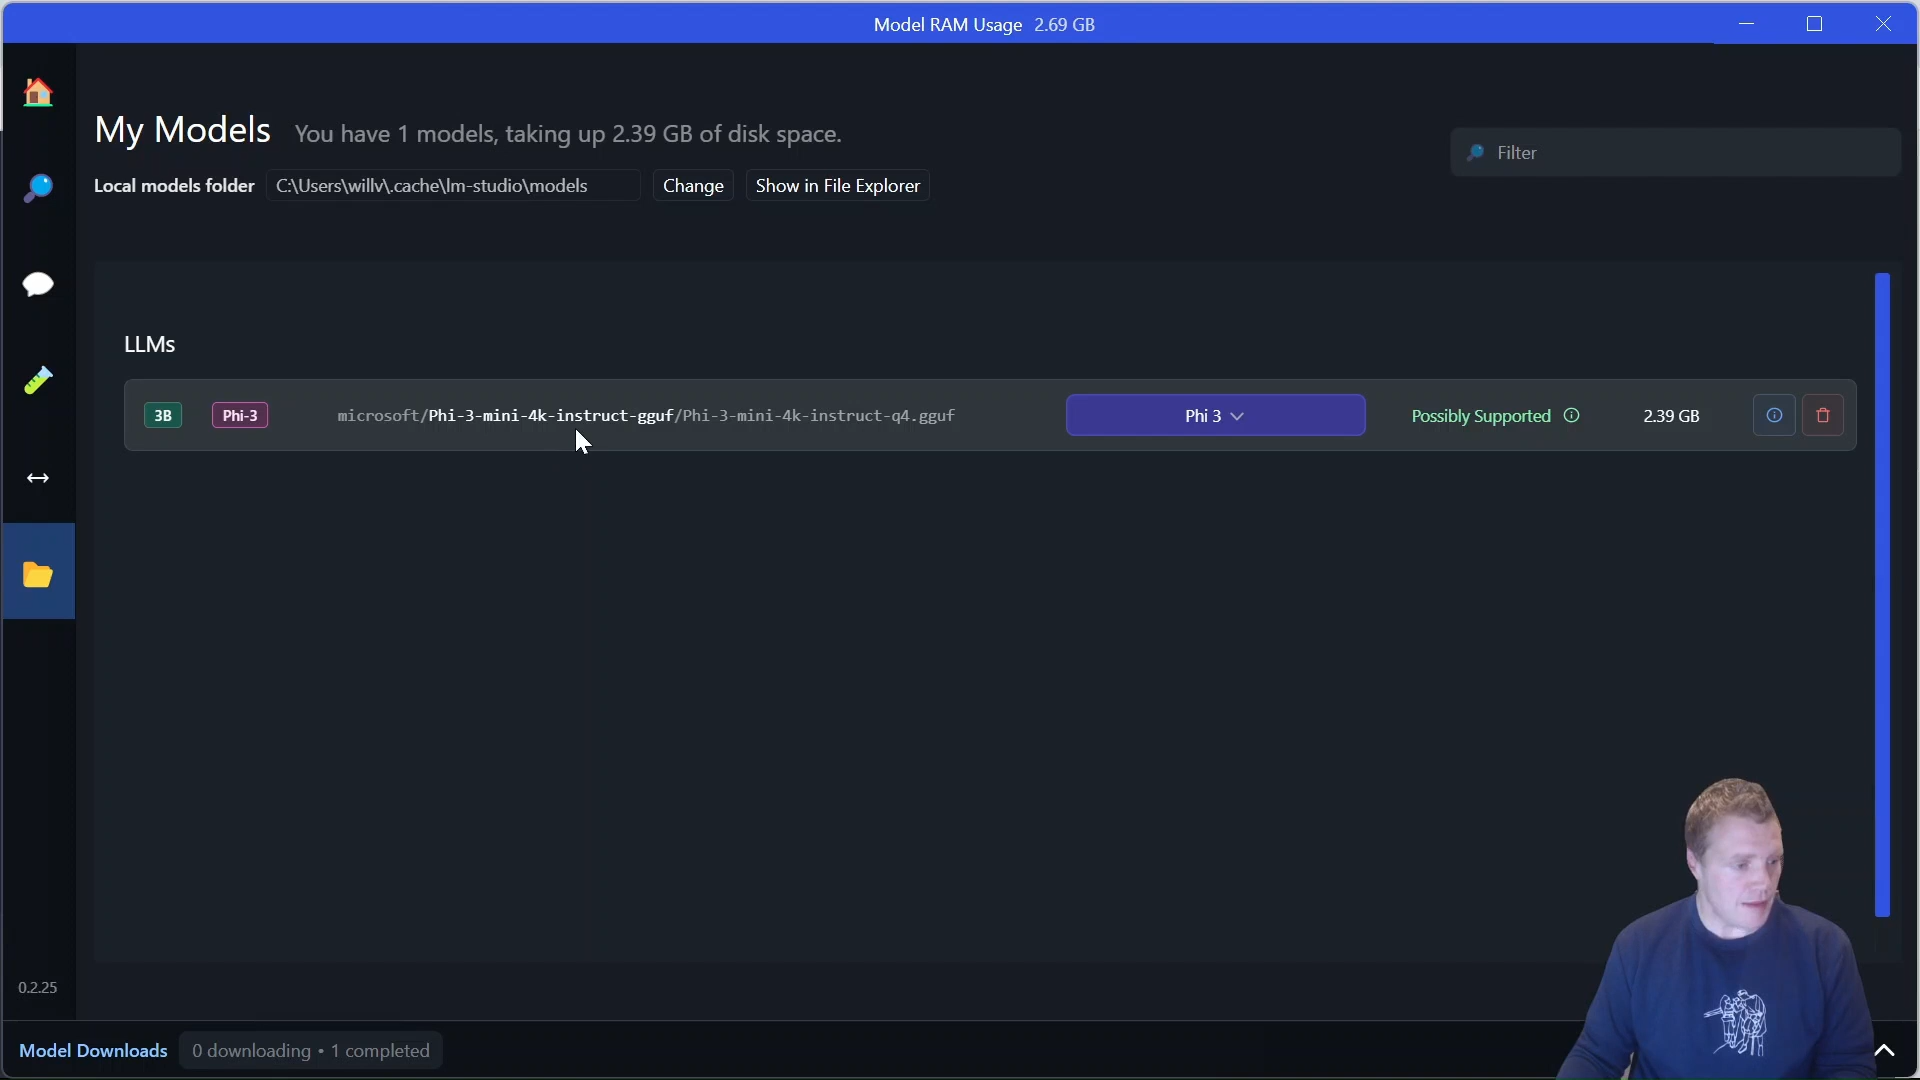 Model RAM Usage 2.69 GB
My Models You have 1 models, taking up 2.39 GB of disk space.
Filter
Local models folder C:\Users\willv\.cache\lm-studio\models Change Show in File Explorer
LLMs
3B Phi-3 microsoft/Phi-3-mini-4k-instruct-gguf/Phi-3-mini-4k-instruct-q4.gguf Phi 3 Possibly Supported 2.39 GB
0.2.25
Model Downloads 0 downloading • 1 completed